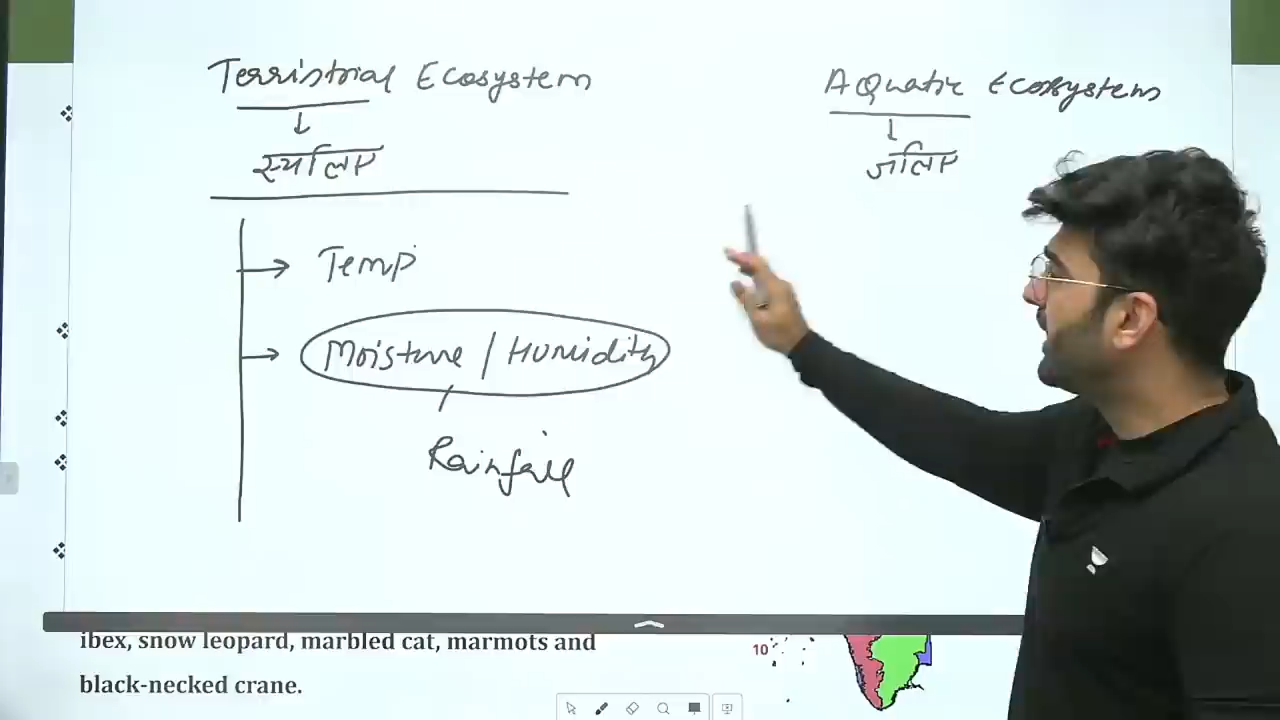 Terristrial Ecosystem
Aquatic Ecosystem
स्थलिए
जलिए
Temp
Moisture / Humidity
Rainfall
ibex, snow leopard, marbled cat, marmots and
black-necked crane.
10